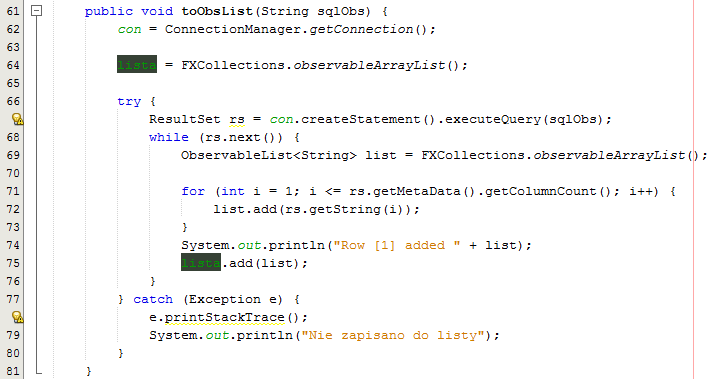 61 public void toObsList(String sqlObs) {
62 con = ConnectionManager.getConnection();
63
64 lista = FXCollections.observableArrayList();
65
66 try {
ResultSet rs = con.createStatement().executeQuery(sqlObs);
68 while (rs.next()) {
69 ObservableList<String> list = FXCollections.observableArrayList();
70
71 for (int i = 1; i <= rs.getMetaData().getColumnCount(); i++) {
72 list.add(rs.getString(i));
73 }
74 System.out.println("Row [1] added " + list);
75 lista.add(list);
76 }
77 } catch (Exception e) {
e.printStackTrace();
79 System.out.println("Nie zapisano do listy");
80 }
81 }